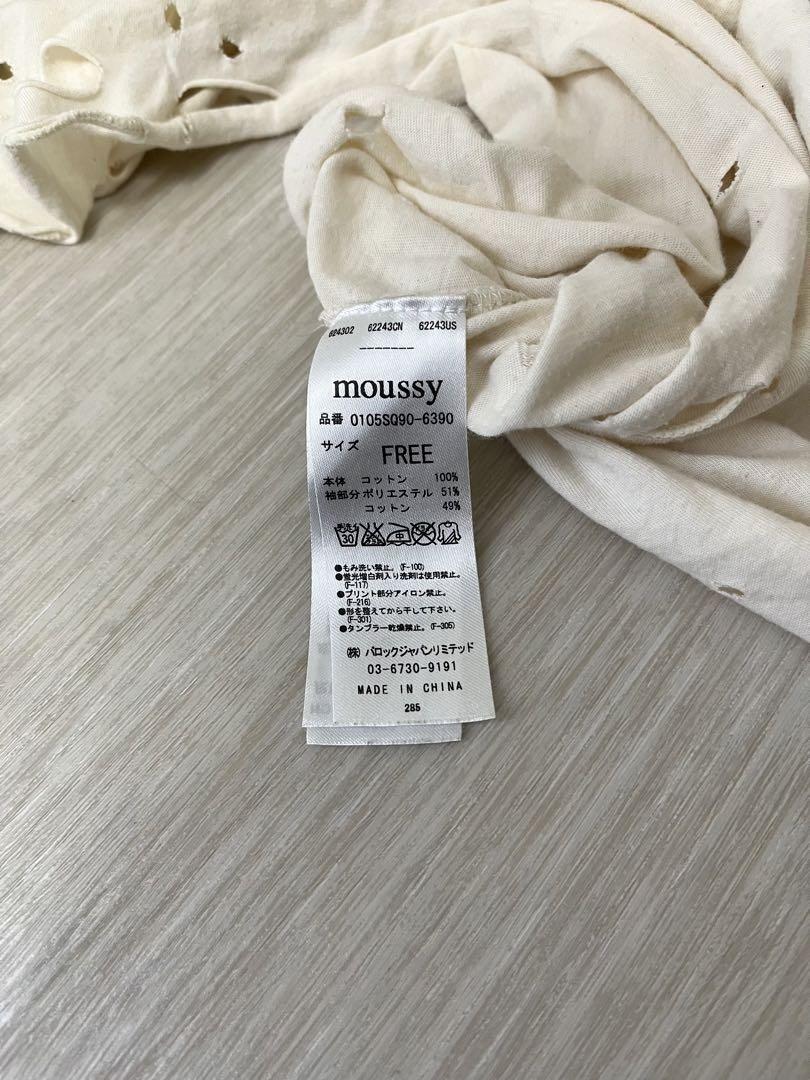 624302 62243CN 62243US
-------
moussy
品番 0105SQ90-6390
サイズ FREE
本体 コットン 100%
袖部分 ポリエステル 51%
コットン 49%
手洗イ 30 中
●もみ洗い禁止。(F-100)
●蛍光増白剤入り洗剤は使用禁止。
(F-117)
●プリント部分アイロン禁止。
(F-216)
●形を整えてから干して下さい。
(F-301)
●タンブラー乾燥禁止。(F-305)
(株) バロックジャパンリミテッド
03-6730-9191
MADE IN CHINA
285